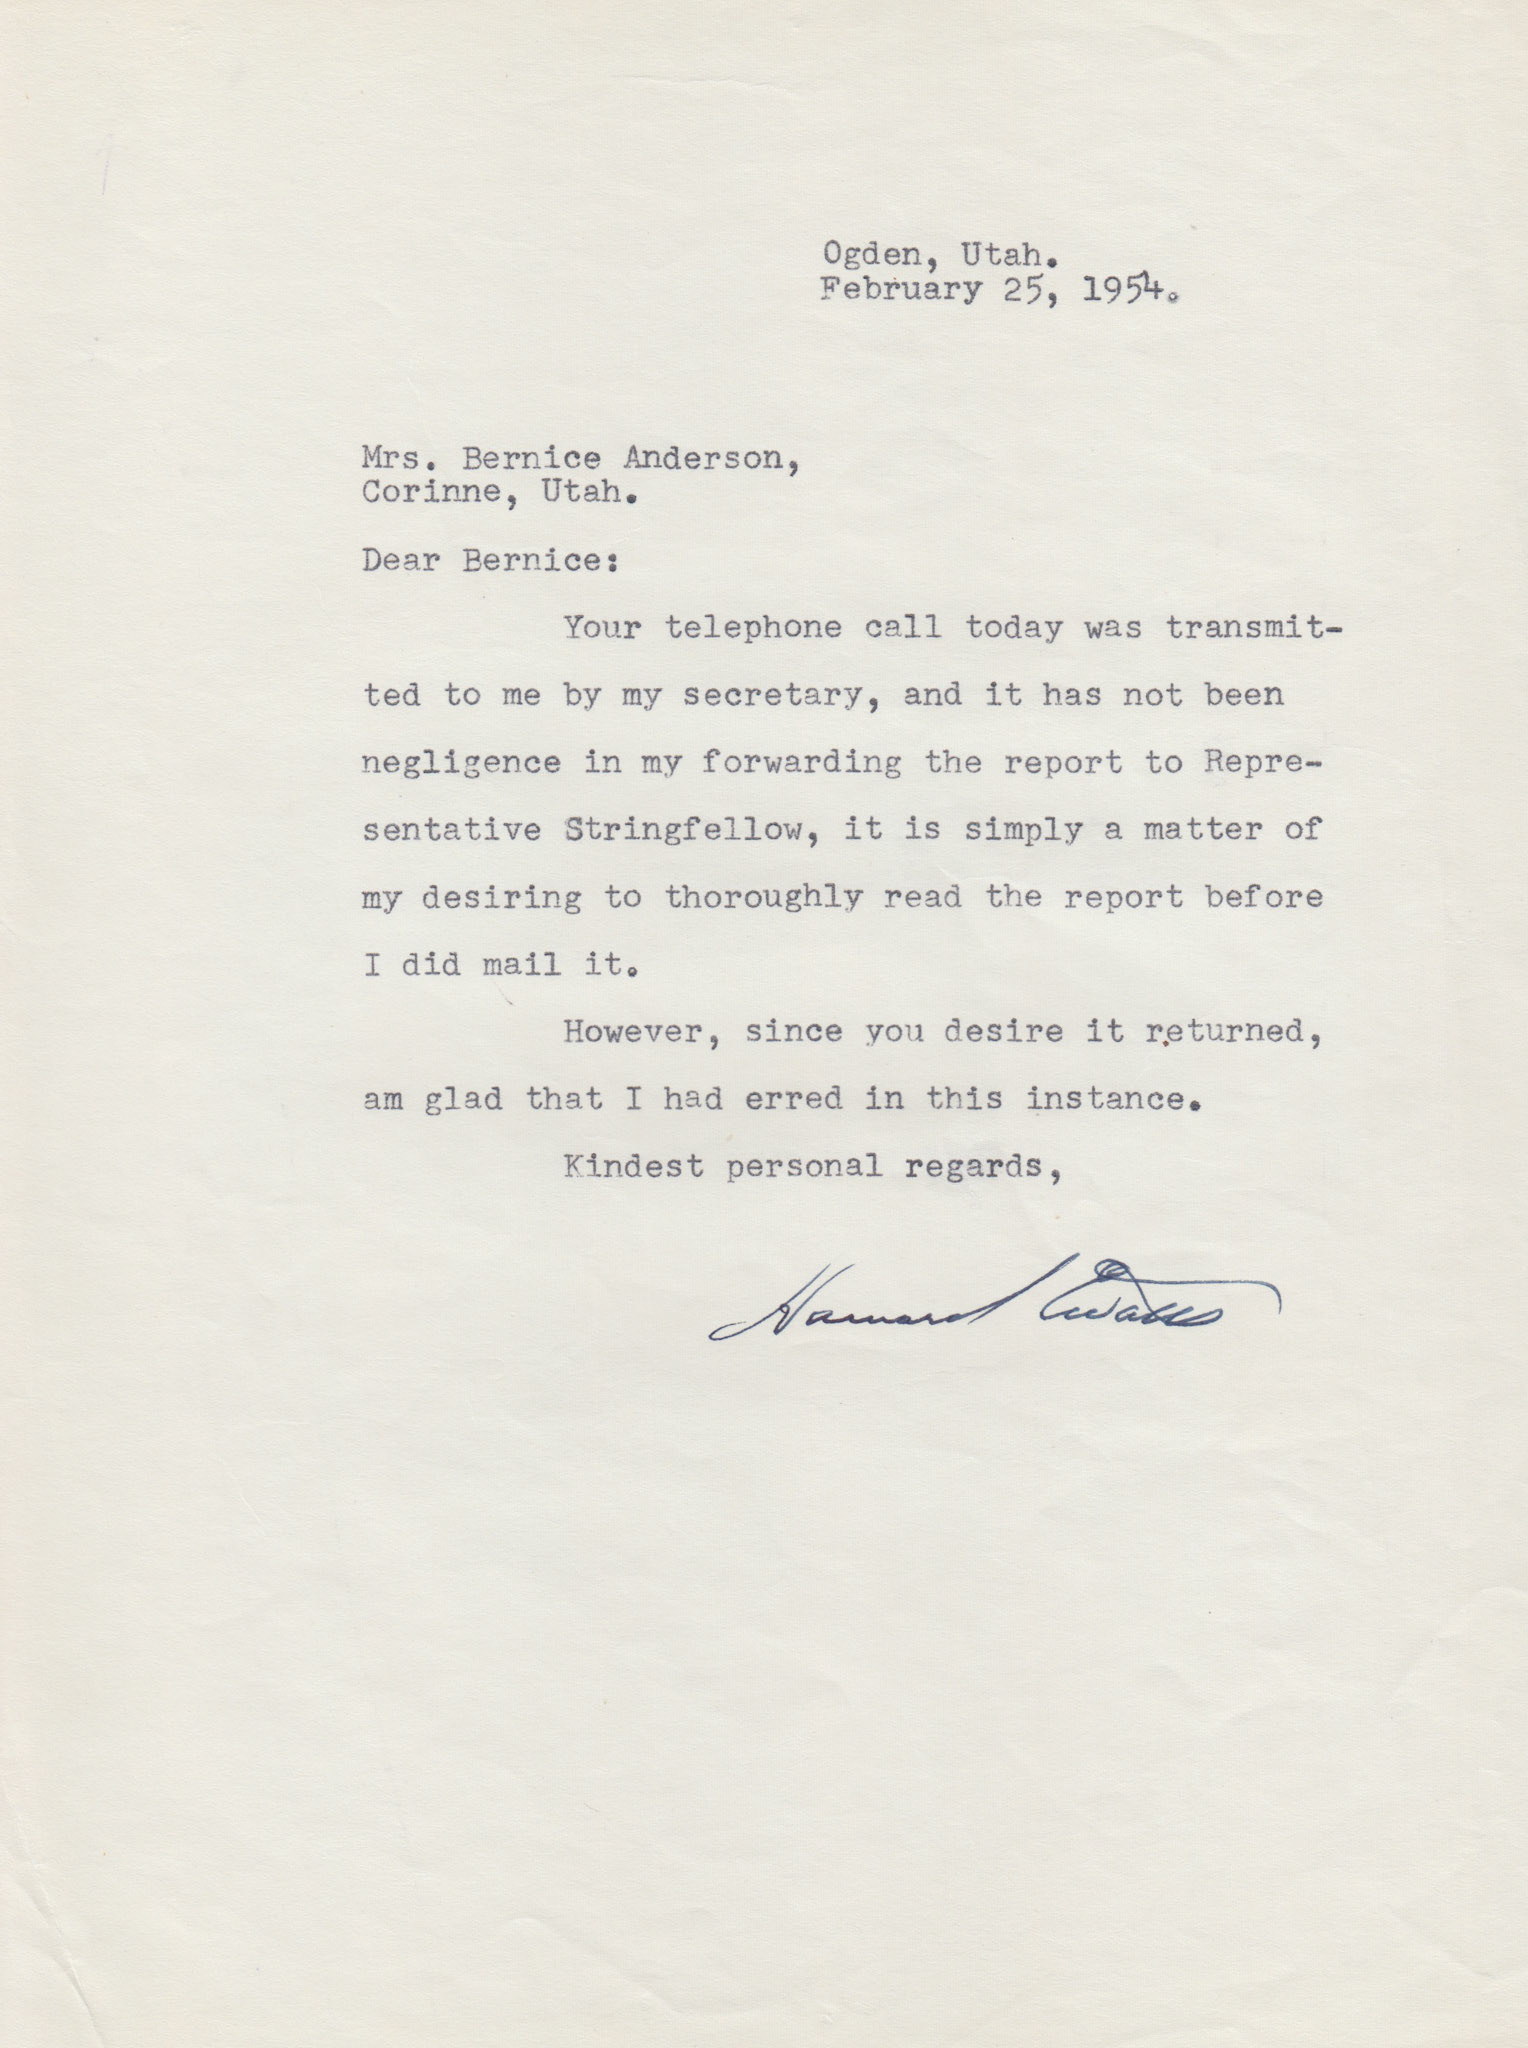 Ogden, Utah.
February 25, 1954.
Mrs. Bernice Anderson,
Corinne, Utah.
Dear Bernice:
Your telephone call today was transmit-
ted to me by my secretary, and it has not been
negligence in my forwarding the report to Repre-
sentative Stringfellow, it is simply a matter of
my desiring to thoroughly read the report before
I did mail it.
However, since you desire it returned,
am glad that I had erred in this instance.
Kindest personal regards,